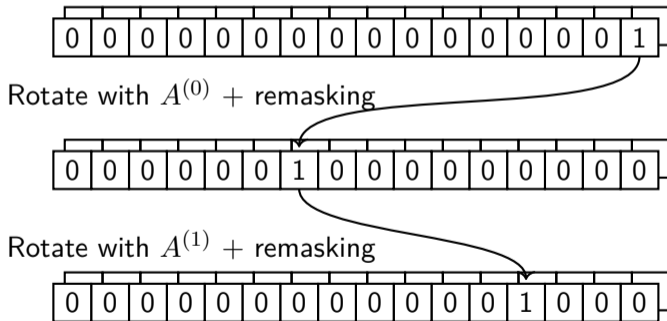 0 0 0 0 0 0 0 0 0 0 0 0 0 0 0 1
Rotate with A^{(0)} + remasking
0 0 0 0 0 0 1 0 0 0 0 0 0 0 0 0
Rotate with A^{(1)} + remasking
0 0 0 0 0 0 0 0 0 0 0 0 1 0 0 0